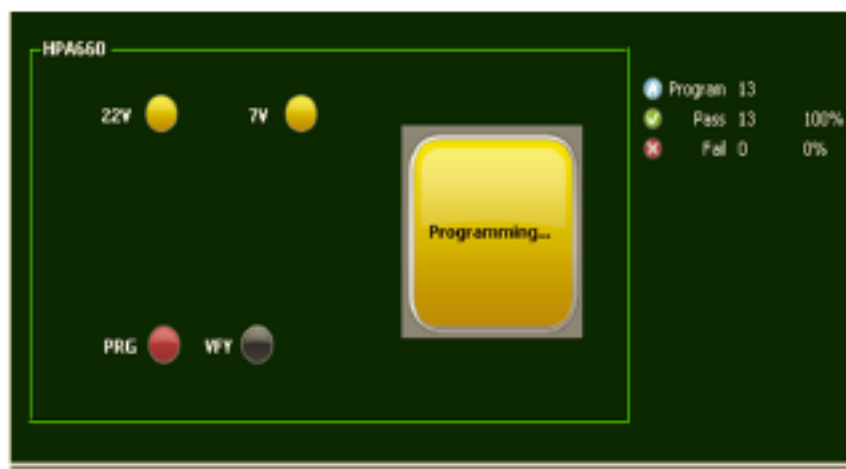 HPA660
22V 7V
Programming...
PRG VFY
Program 13
Pass 13 100%
Fail 0 0%